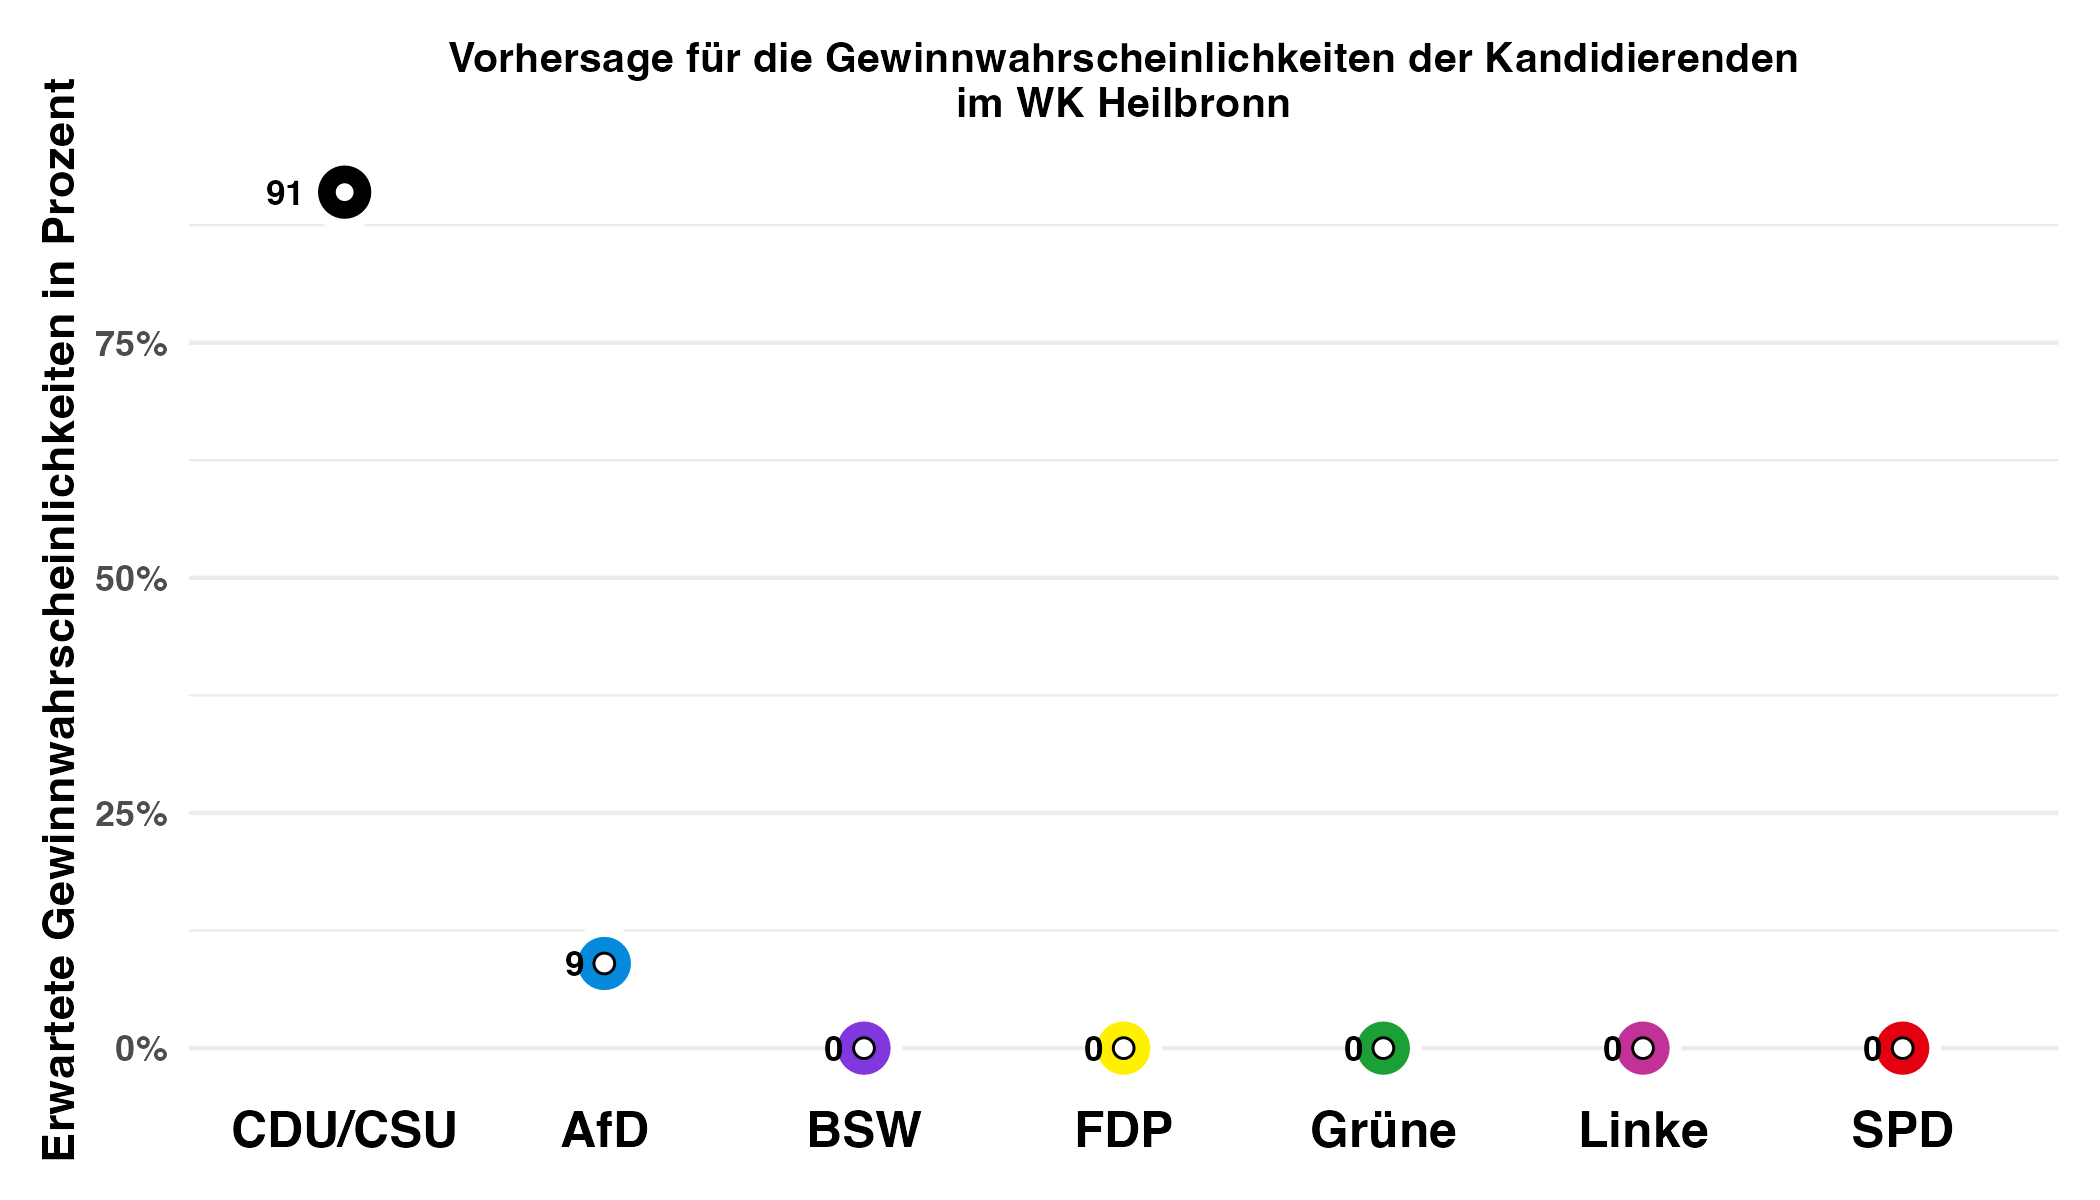 Vorhersage für die Gewinnwahrscheinlichkeiten der Kandidierenden
im WK Heilbronn
Erwartete Gewinnwahrscheinlichkeiten in Prozent
91
75%
50%
25%
9
0%
0
0
0
0
0
CDU/CSU
AfD
BSW
FDP
Grüne
Linke
SPD